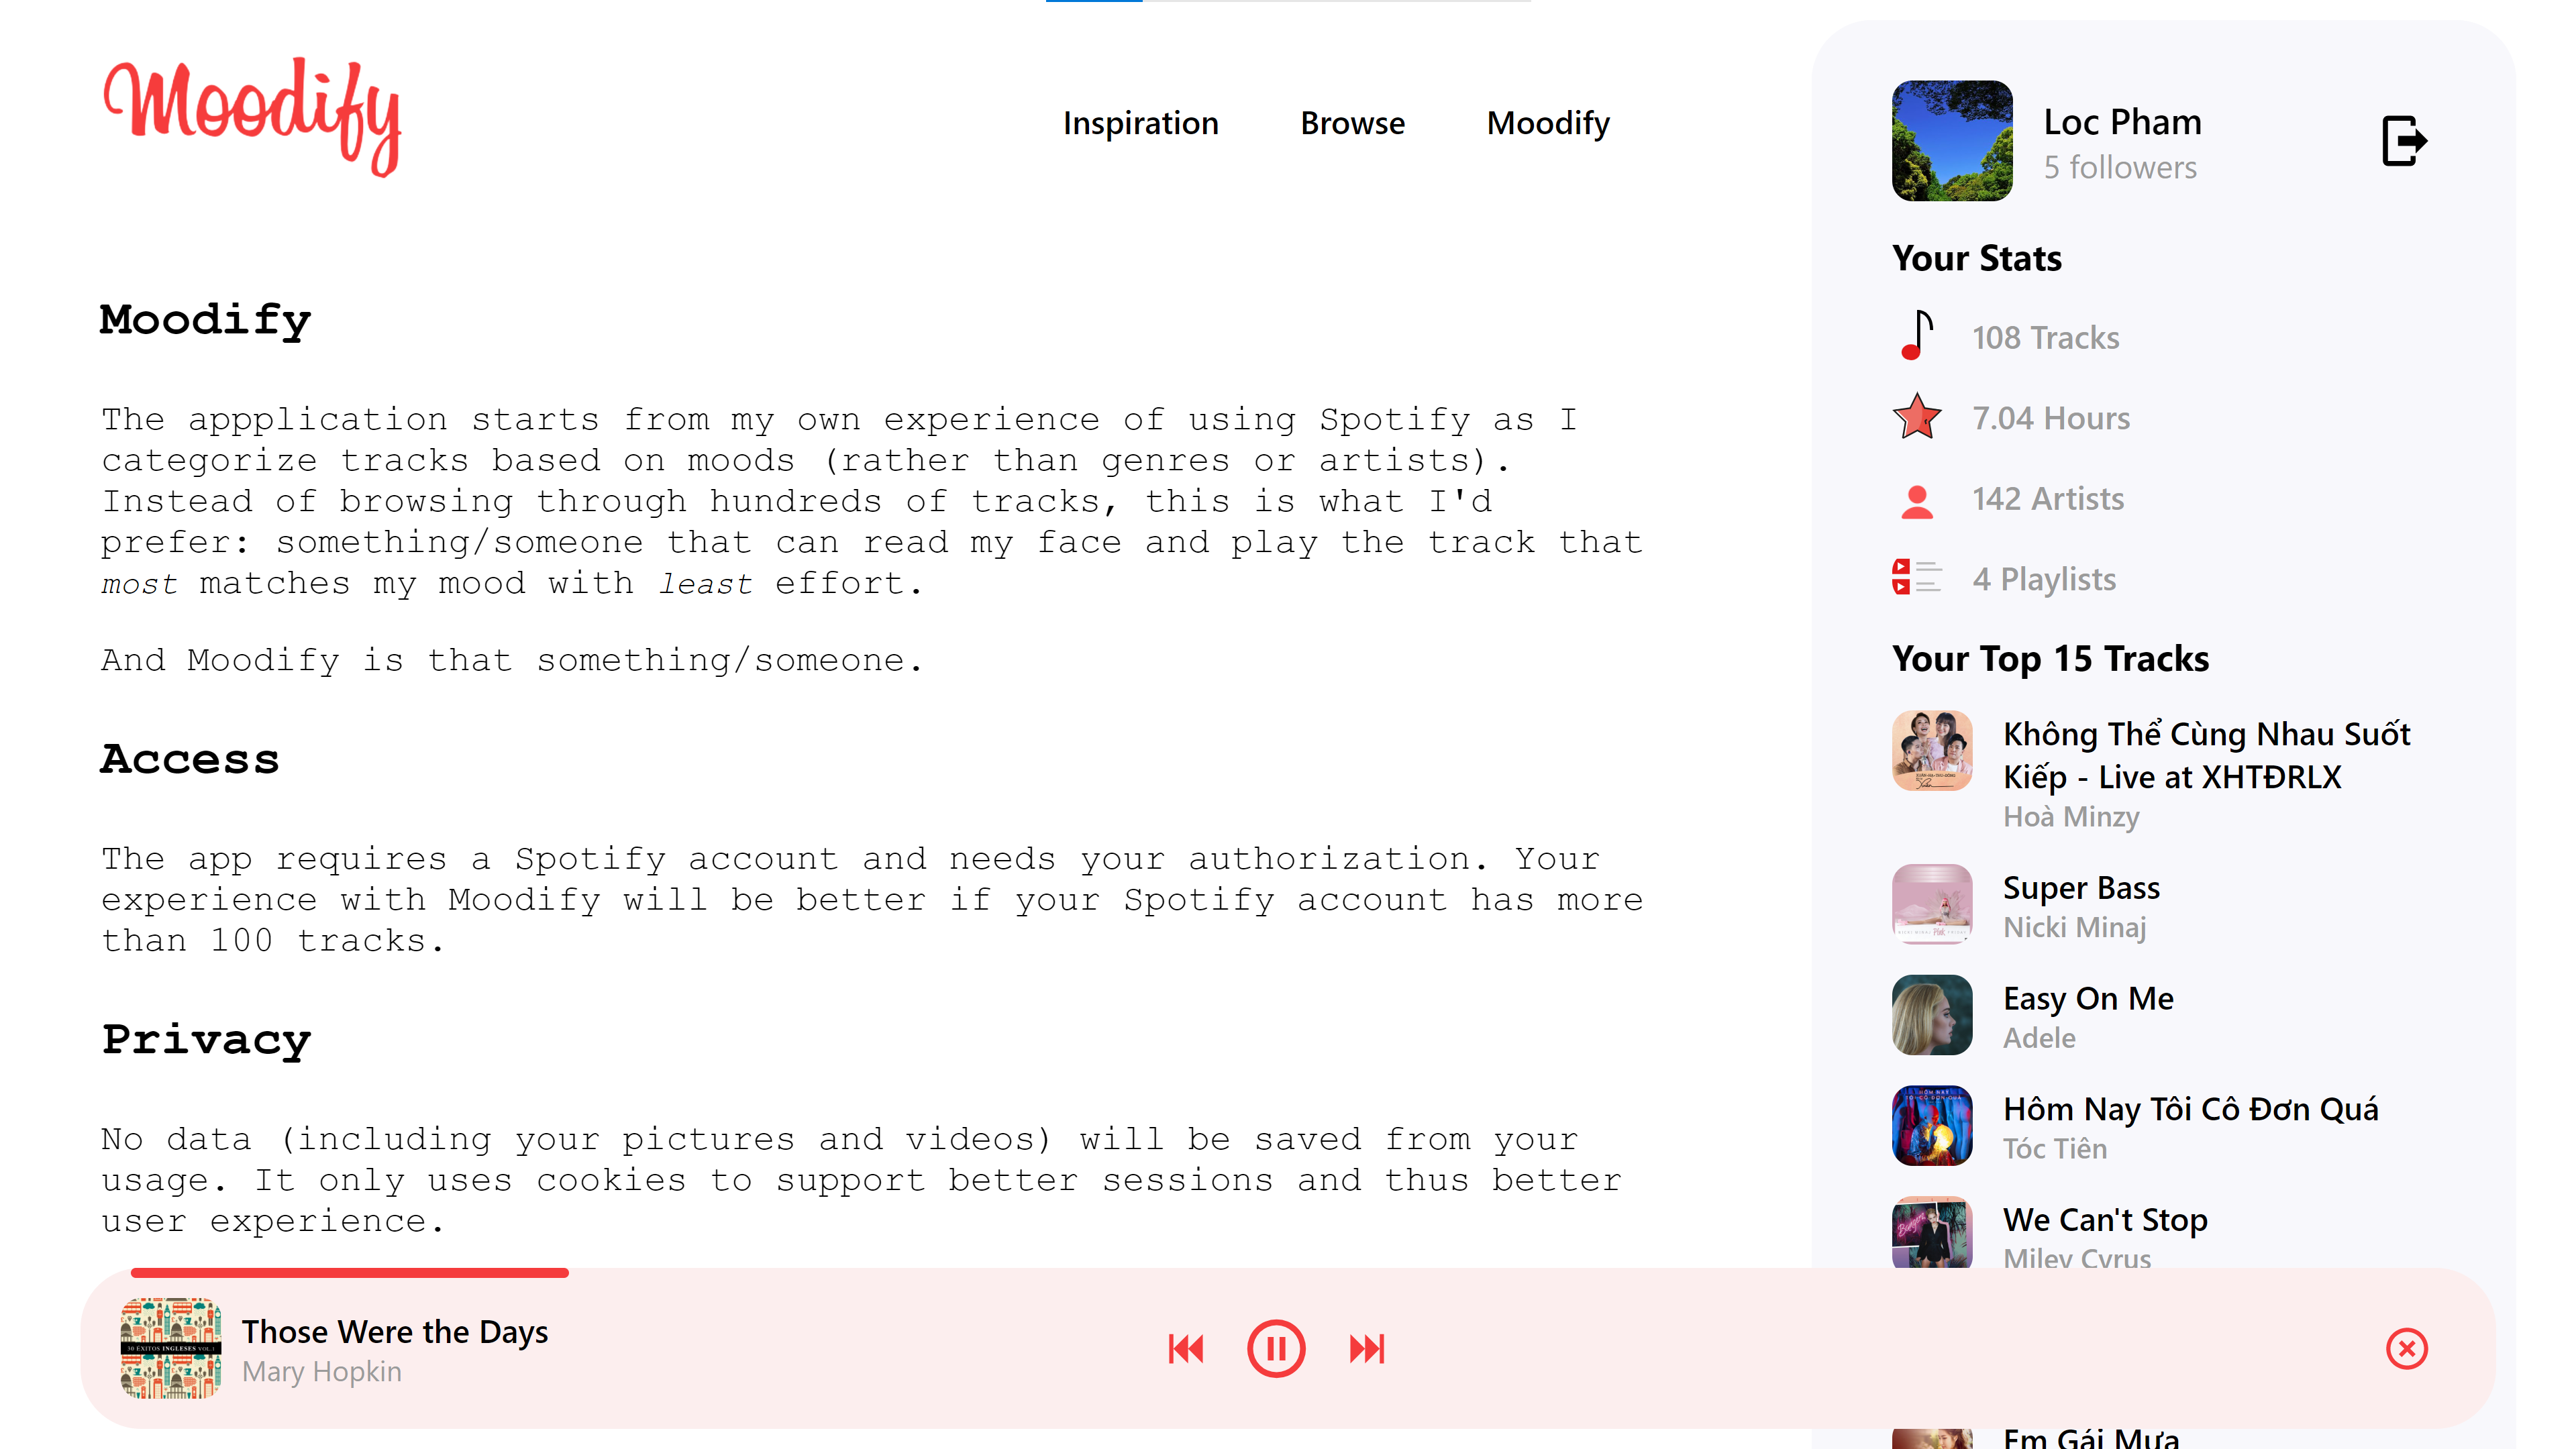 Moodify
Inspiration
Browse
Moodify
Moodify
The appplication starts from my own experience of using Spotify as I
categorize tracks based on moods (rather than genres or artists).
Instead of browsing through hundreds of tracks, this is what I'd
prefer: something/someone that can read my face and play the track that
most matches my mood with least effort.
And Moodify is that something/someone.
Access
The app requires a Spotify account and needs your authorization. Your
experience with Moodify will be better if your Spotify account has more
than 100 tracks.
Privacy
No data (including your pictures and videos) will be saved from your
usage. It only uses cookies to support better sessions and thus better
user experience.
Loc Pham
5 followers
Your Stats
108 Tracks
7.04 Hours
142 Artists
4 Playlists
Your Top 15 Tracks
Không Thể Cùng Nhau Suốt
Kiếp - Live at XHTĐRLX
Hoà Minzy
Super Bass
Nicki Minaj
Easy On Me
Adele
Hôm Nay Tôi Cô Đơn Quá
Tóc Tiên
We Can't Stop
Miley Cyrus
Em Gái Mưa
30 ÉXITOS INGLESES VOL.1
Those Were the Days
Mary Hopkin